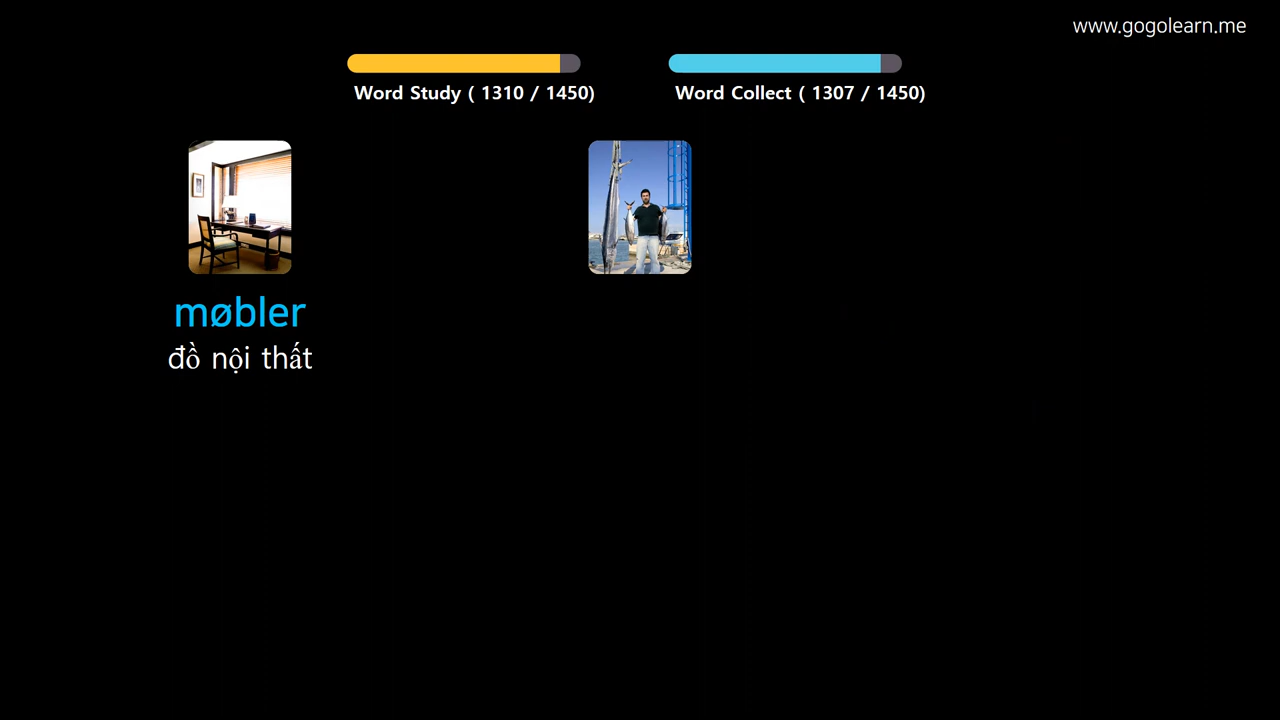 www.gogolearn.me
Word Study ( 1310 / 1450)
Word Collect ( 1307 / 1450)
møbler
đồ nội thất